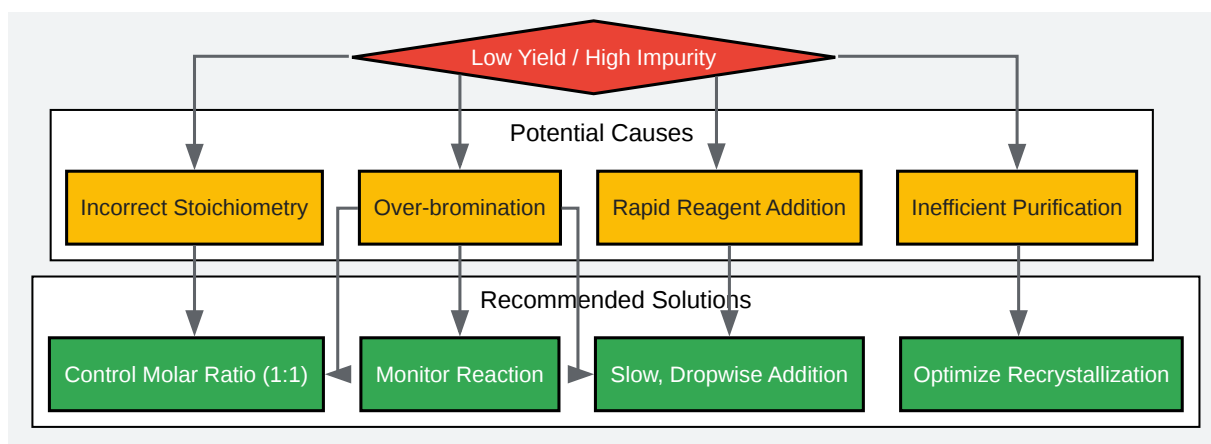 Low Yield / High Impurity
Potential Causes
Incorrect Stoichiometry
Over-bromination
Rapid Reagent Addition
Inefficient Purification
Recommended Solutions
Control Molar Ratio (1:1)
Monitor Reaction
Slow, Dropwise Addition
Optimize Recrystallization